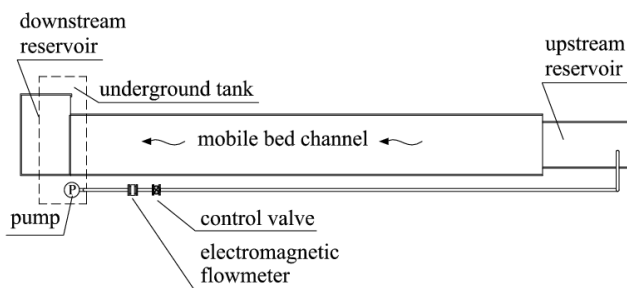 downstream
reservoir
underground tank
upstream
reservoir
mobile bed channel
P
pump
control valve
electromagnetic
flowmeter